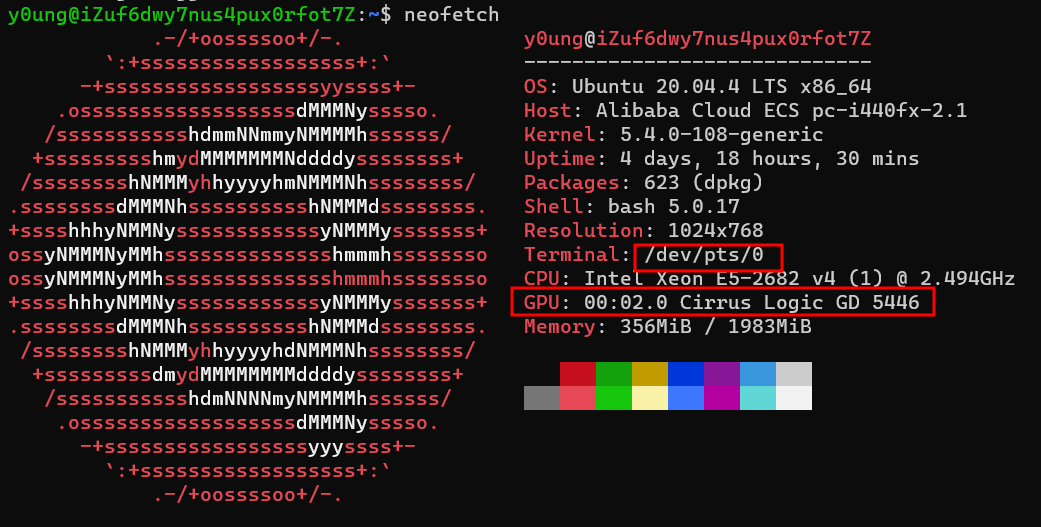 y0ung@iZuf6dwy7nus4pux0rfot7Z:~$ neofetch
            .-/+oossssoo+/-.               y0ung@iZuf6dwy7nus4pux0rfot7Z
        `:+ssssssssssssssssss+:`           -----------------------------
      -+ssssssssssssssssssyyssss+-         OS: Ubuntu 20.04.4 LTS x86_64
    .ossssssssssssssssssdMMMNysssso.       Host: Alibaba Cloud ECS pc-i440fx-2.1
   /ssssssssssshdmmNNmmyNMMMMhssssss/      Kernel: 5.4.0-108-generic
  +ssssssssshmydMMMMMMMNddddyssssssss+     Uptime: 4 days, 18 hours, 30 mins
 /sssssssshNMMMyhhyyyyhmNMMMNhssssssss/    Packages: 623 (dpkg)
.ssssssssdMMMNhsssssssssshNMMMdssssssss.   Shell: bash 5.0.17
+sssshhhyNMMNyssssssssssssyNMMMysssssss+   Resolution: 1024x768
ossyNMMMNyMMhsssssssssssssshmmmhssssssso   Terminal: /dev/pts/0
ossyNMMMNyMMhsssssssssssssshmmmhssssssso   CPU: Intel Xeon E5-2682 v4 (1) @ 2.494GHz
+sssshhhyNMMNyssssssssssssyNMMMysssssss+   GPU: 00:02.0 Cirrus Logic GD 5446
.ssssssssdMMMNhsssssssssshNMMMdssssssss.   Memory: 356MiB / 1983MiB
 /sssssssshNMMMyhhyyyyhdNMMMNhssssssss/
  +sssssssssdmydMMMMMMMMddddyssssssss+
   /ssssssssssshdmNNNNmyNMMMMhssssss/
    .ossssssssssssssssssdMMMNysssso.
      -+sssssssssssssssssyyyssss+-
        `:+ssssssssssssssssss+:`
            .-/+oossssoo+/-.